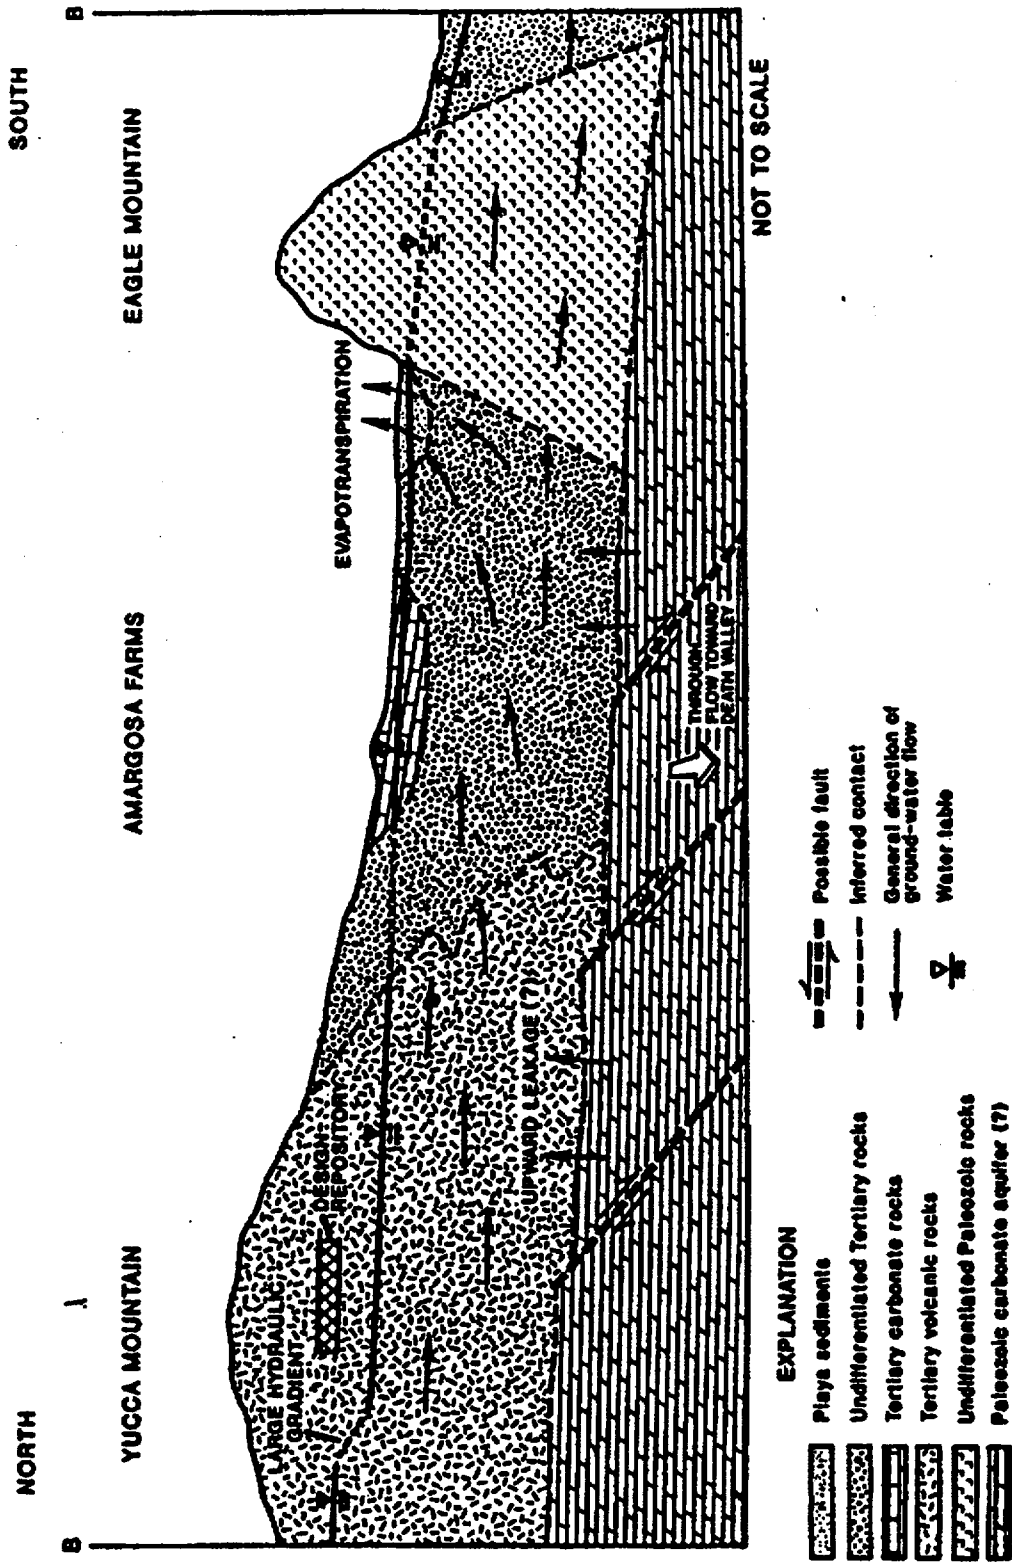 NORTH
SOUTH
B
B
YUCCA MOUNTAIN
AMARGOSA FARMS
EAGLE MOUNTAIN
LARGE HYDRAULIC
GRADIENT
DESIGN
REPOSITORY
EVAPOTRANSPIRATION
UPWARD LEAKAGE (?)
THROUGH
FLOW TOWARD
DEATH VALLEY
NOT TO SCALE
EXPLANATION
Playa sediments
Undifferentiated Tertiary rocks
Tertiary carbonate rocks
Tertiary volcanic rocks
Undifferentiated Paleozoic rocks
Paleozoic carbonate aquifer (?)
Possible fault
Inferred contact
General direction of
ground-water flow
Water table